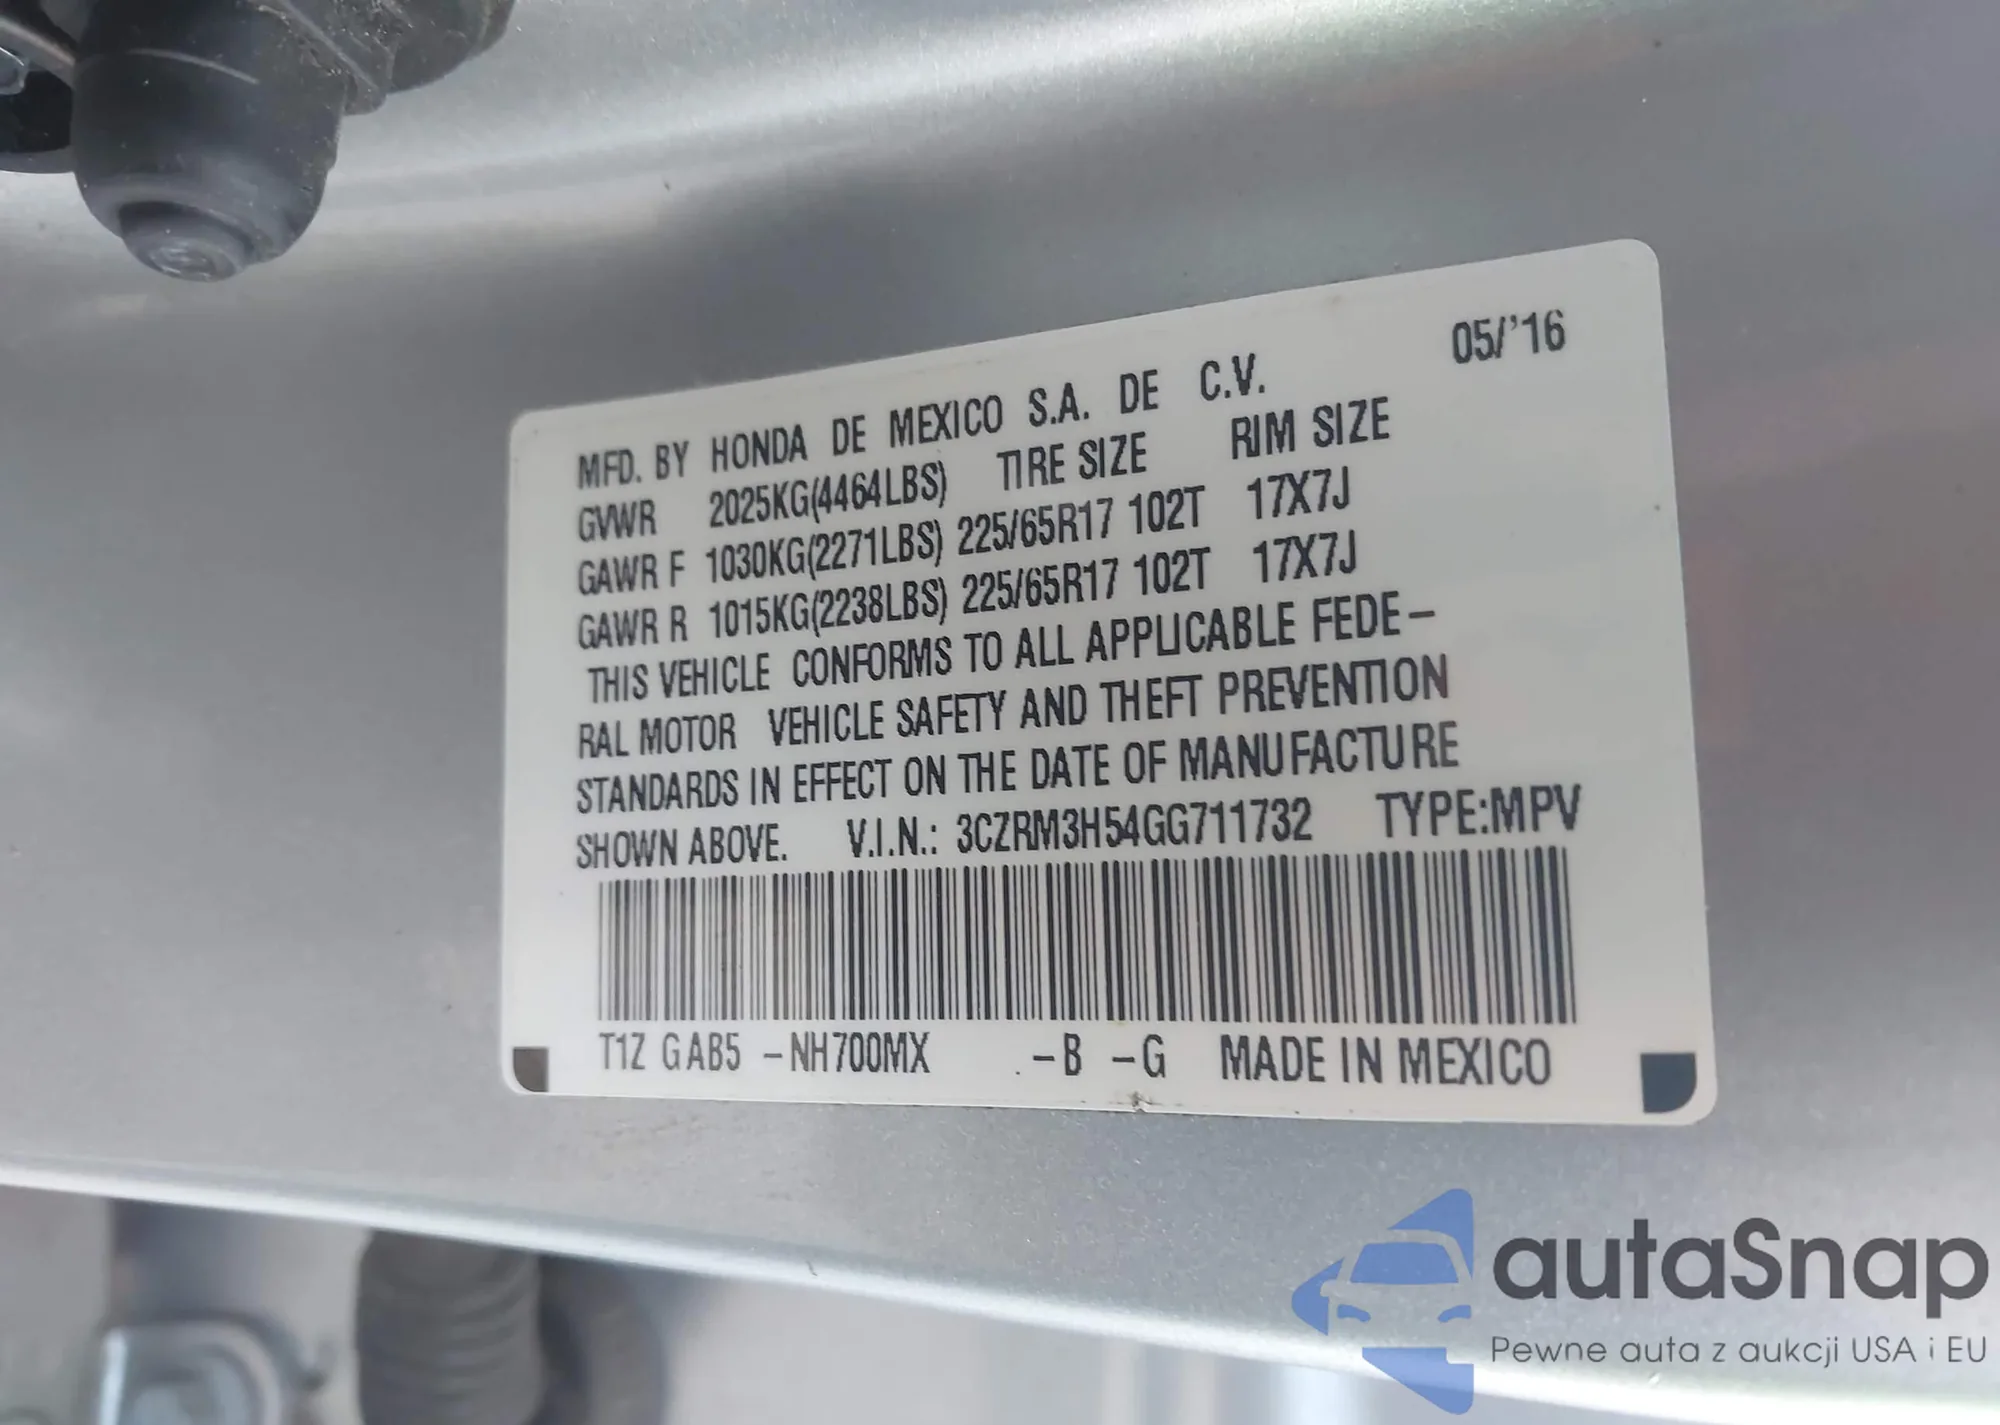 05/'16
MFD. BY HONDA DE MEXICO S.A. DE C.V.
GVWR 2025KG(4464LBS) TIRE SIZE RIM SIZE
GAWR F 1030KG(2271LBS) 225/65R17 102T 17X7J
GAWR R 1015KG(2238LBS) 225/65R17 102T 17X7J
THIS VEHICLE CONFORMS TO ALL APPLICABLE FEDE–
RAL MOTOR VEHICLE SAFETY AND THEFT PREVENTION
STANDARDS IN EFFECT ON THE DATE OF MANUFACTURE
SHOWN ABOVE. V.I.N.: 3CZRM3H54GG711732 TYPE:MPV
T1Z GAB5 –NH700MX –B –G MADE IN MEXICO
autaSnap
Pewne auta z aukcji USA i EU